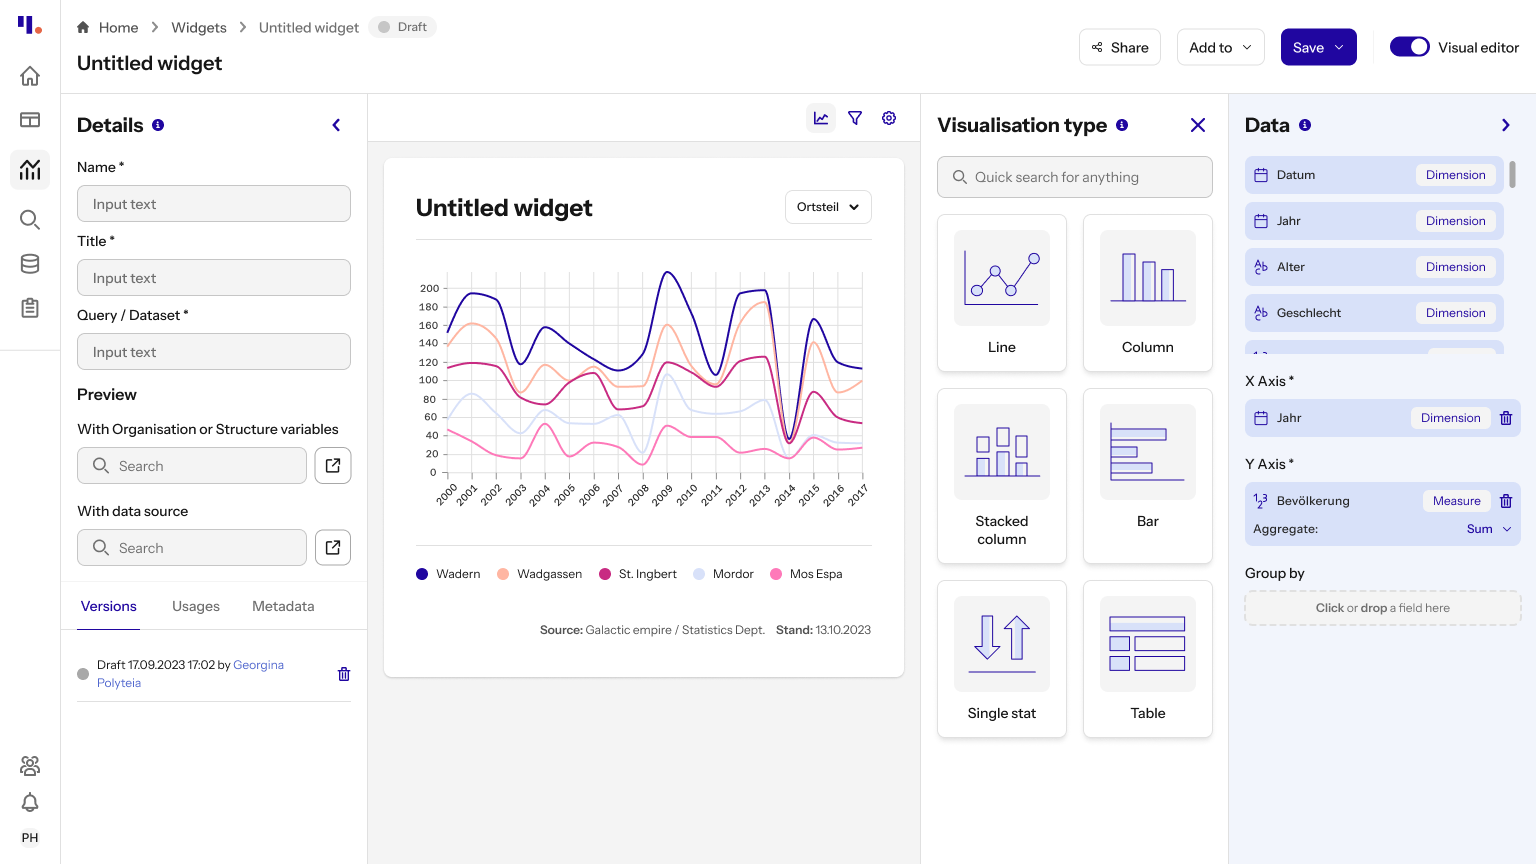 Home
Widgets
Untitled widget
Draft
Untitled widget
Share
Add to
Save
Visual editor
Details
Name *
Input text
Title *
Input text
Query / Dataset *
Input text
Preview
With Organisation or Structure variables
Search
With data source
Search
Versions
Usages
Metadata
Draft 17.09.2023 17:02 by Georgina
Polyteia
PH
Untitled widget
Ortsteil
200
180
160
140
120
100
80
60
40
20
0
2000
2001
2002
2003
2004
2005
2006
2007
2008
2009
2010
2011
2012
2013
2014
2015
2016
2017
Wadern
Wadgassen
St. Ingbert
Mordor
Mos Espa
Source: Galactic empire / Statistics Dept. Stand: 13.10.2023
Visualisation type
Quick search for anything
Line
Column
Stacked
column
Bar
Single stat
Table
Data
Datum
Dimension
Jahr
Dimension
Alter
Dimension
Geschlecht
Dimension
X Axis *
Jahr
Dimension
Y Axis *
Bevölkerung
Measure
Aggregate:
Sum
Group by
Click or drop a field here